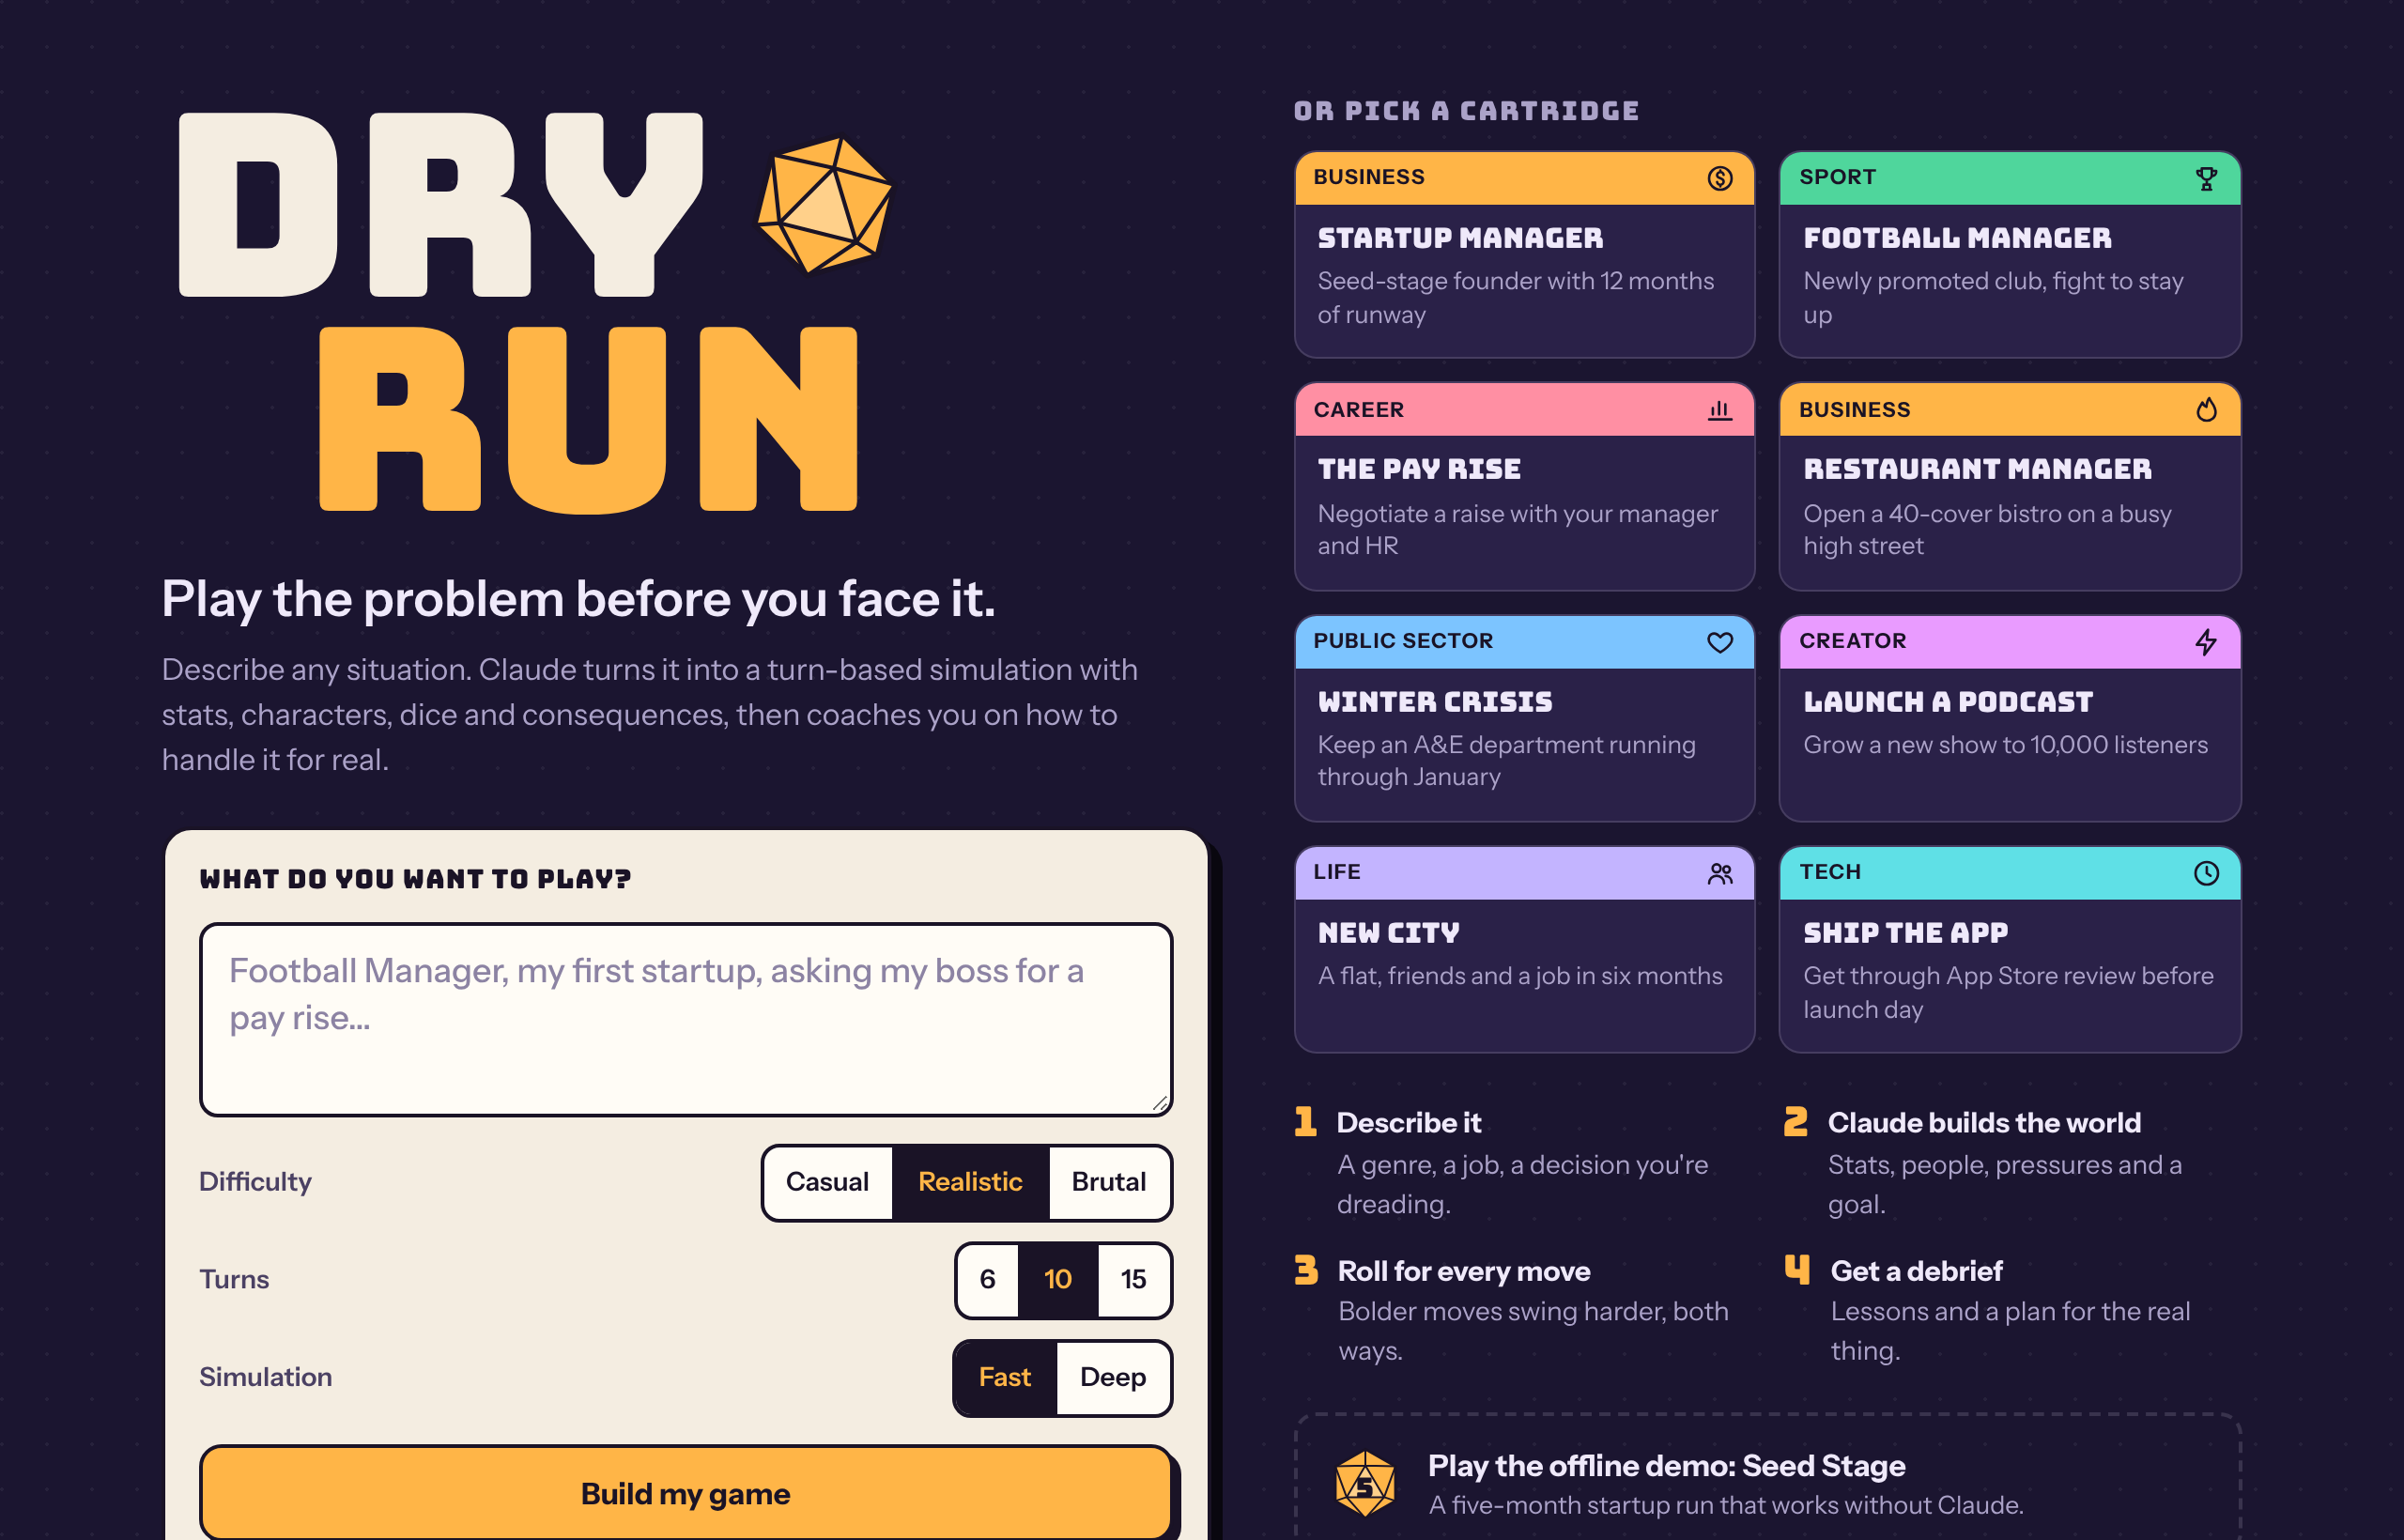 DRY
RUN
Play the problem before you face it.
Describe any situation. Claude turns it into a turn-based simulation with
stats, characters, dice and consequences, then coaches you on how to
handle it for real.
WHAT DO YOU WANT TO PLAY?
Football Manager, my first startup, asking my boss for a
pay rise...
Difficulty
Casual
Realistic
Brutal
Turns
6
10
15
Simulation
Fast
Deep
Build my game
OR PICK A CARTRIDGE
BUSINESS
STARTUP MANAGER
Seed-stage founder with 12 months
of runway
SPORT
FOOTBALL MANAGER
Newly promoted club, fight to stay
up
CAREER
THE PAY RISE
Negotiate a raise with your manager
and HR
BUSINESS
RESTAURANT MANAGER
Open a 40-cover bistro on a busy
high street
PUBLIC SECTOR
WINTER CRISIS
Keep an A&E department running
through January
CREATOR
LAUNCH A PODCAST
Grow a new show to 10,000 listeners
LIFE
NEW CITY
A flat, friends and a job in six months
TECH
SHIP THE APP
Get through App Store review before
launch day
1
Describe it
A genre, a job, a decision you're
dreading.
2
Claude builds the world
Stats, people, pressures and a
goal.
3
Roll for every move
Bolder moves swing harder, both
ways.
4
Get a debrief
Lessons and a plan for the real
thing.
5
Play the offline demo: Seed Stage
A five-month startup run that works without Claude.